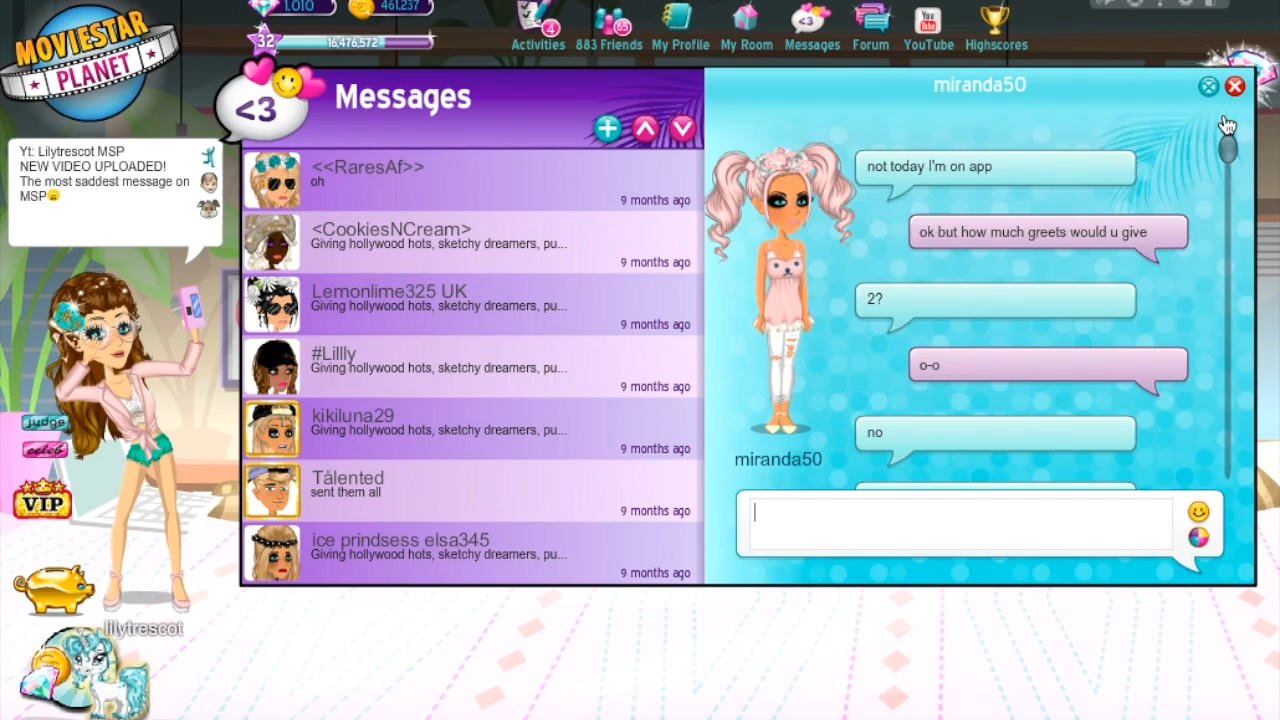 MOVIESTAR
PLANET
1.010
461,237
32
16,476,572
4
65
Activities
883 Friends
My Profile
My Room
<3
Messages
Forum
You
Tube
YouTube
Highscores
<3
Messages
miranda50
Yt: Lilytrescot MSP
NEW VIDEO UPLOADED!
The most saddest message on
MSP😩
<<RaresAf>>
oh
9 months ago
<CookiesNCream>
Giving hollywood hots, sketchy dreamers, pu...
9 months ago
Lemonlime325 UK
Giving hollywood hots, sketchy dreamers, pu...
9 months ago
#Lillly
Giving hollywood hots, sketchy dreamers, pu...
9 months ago
kikiluna29
Giving hollywood hots, sketchy dreamers, pu...
9 months ago
Tålented
sent them all
9 months ago
ice prindsess elsa345
Giving hollywood hots, sketchy dreamers, pu...
9 months ago
not today I'm on app
ok but how much greets would u give
2?
o-o
no
miranda50
judge
celeb
VIP
lilytrescot